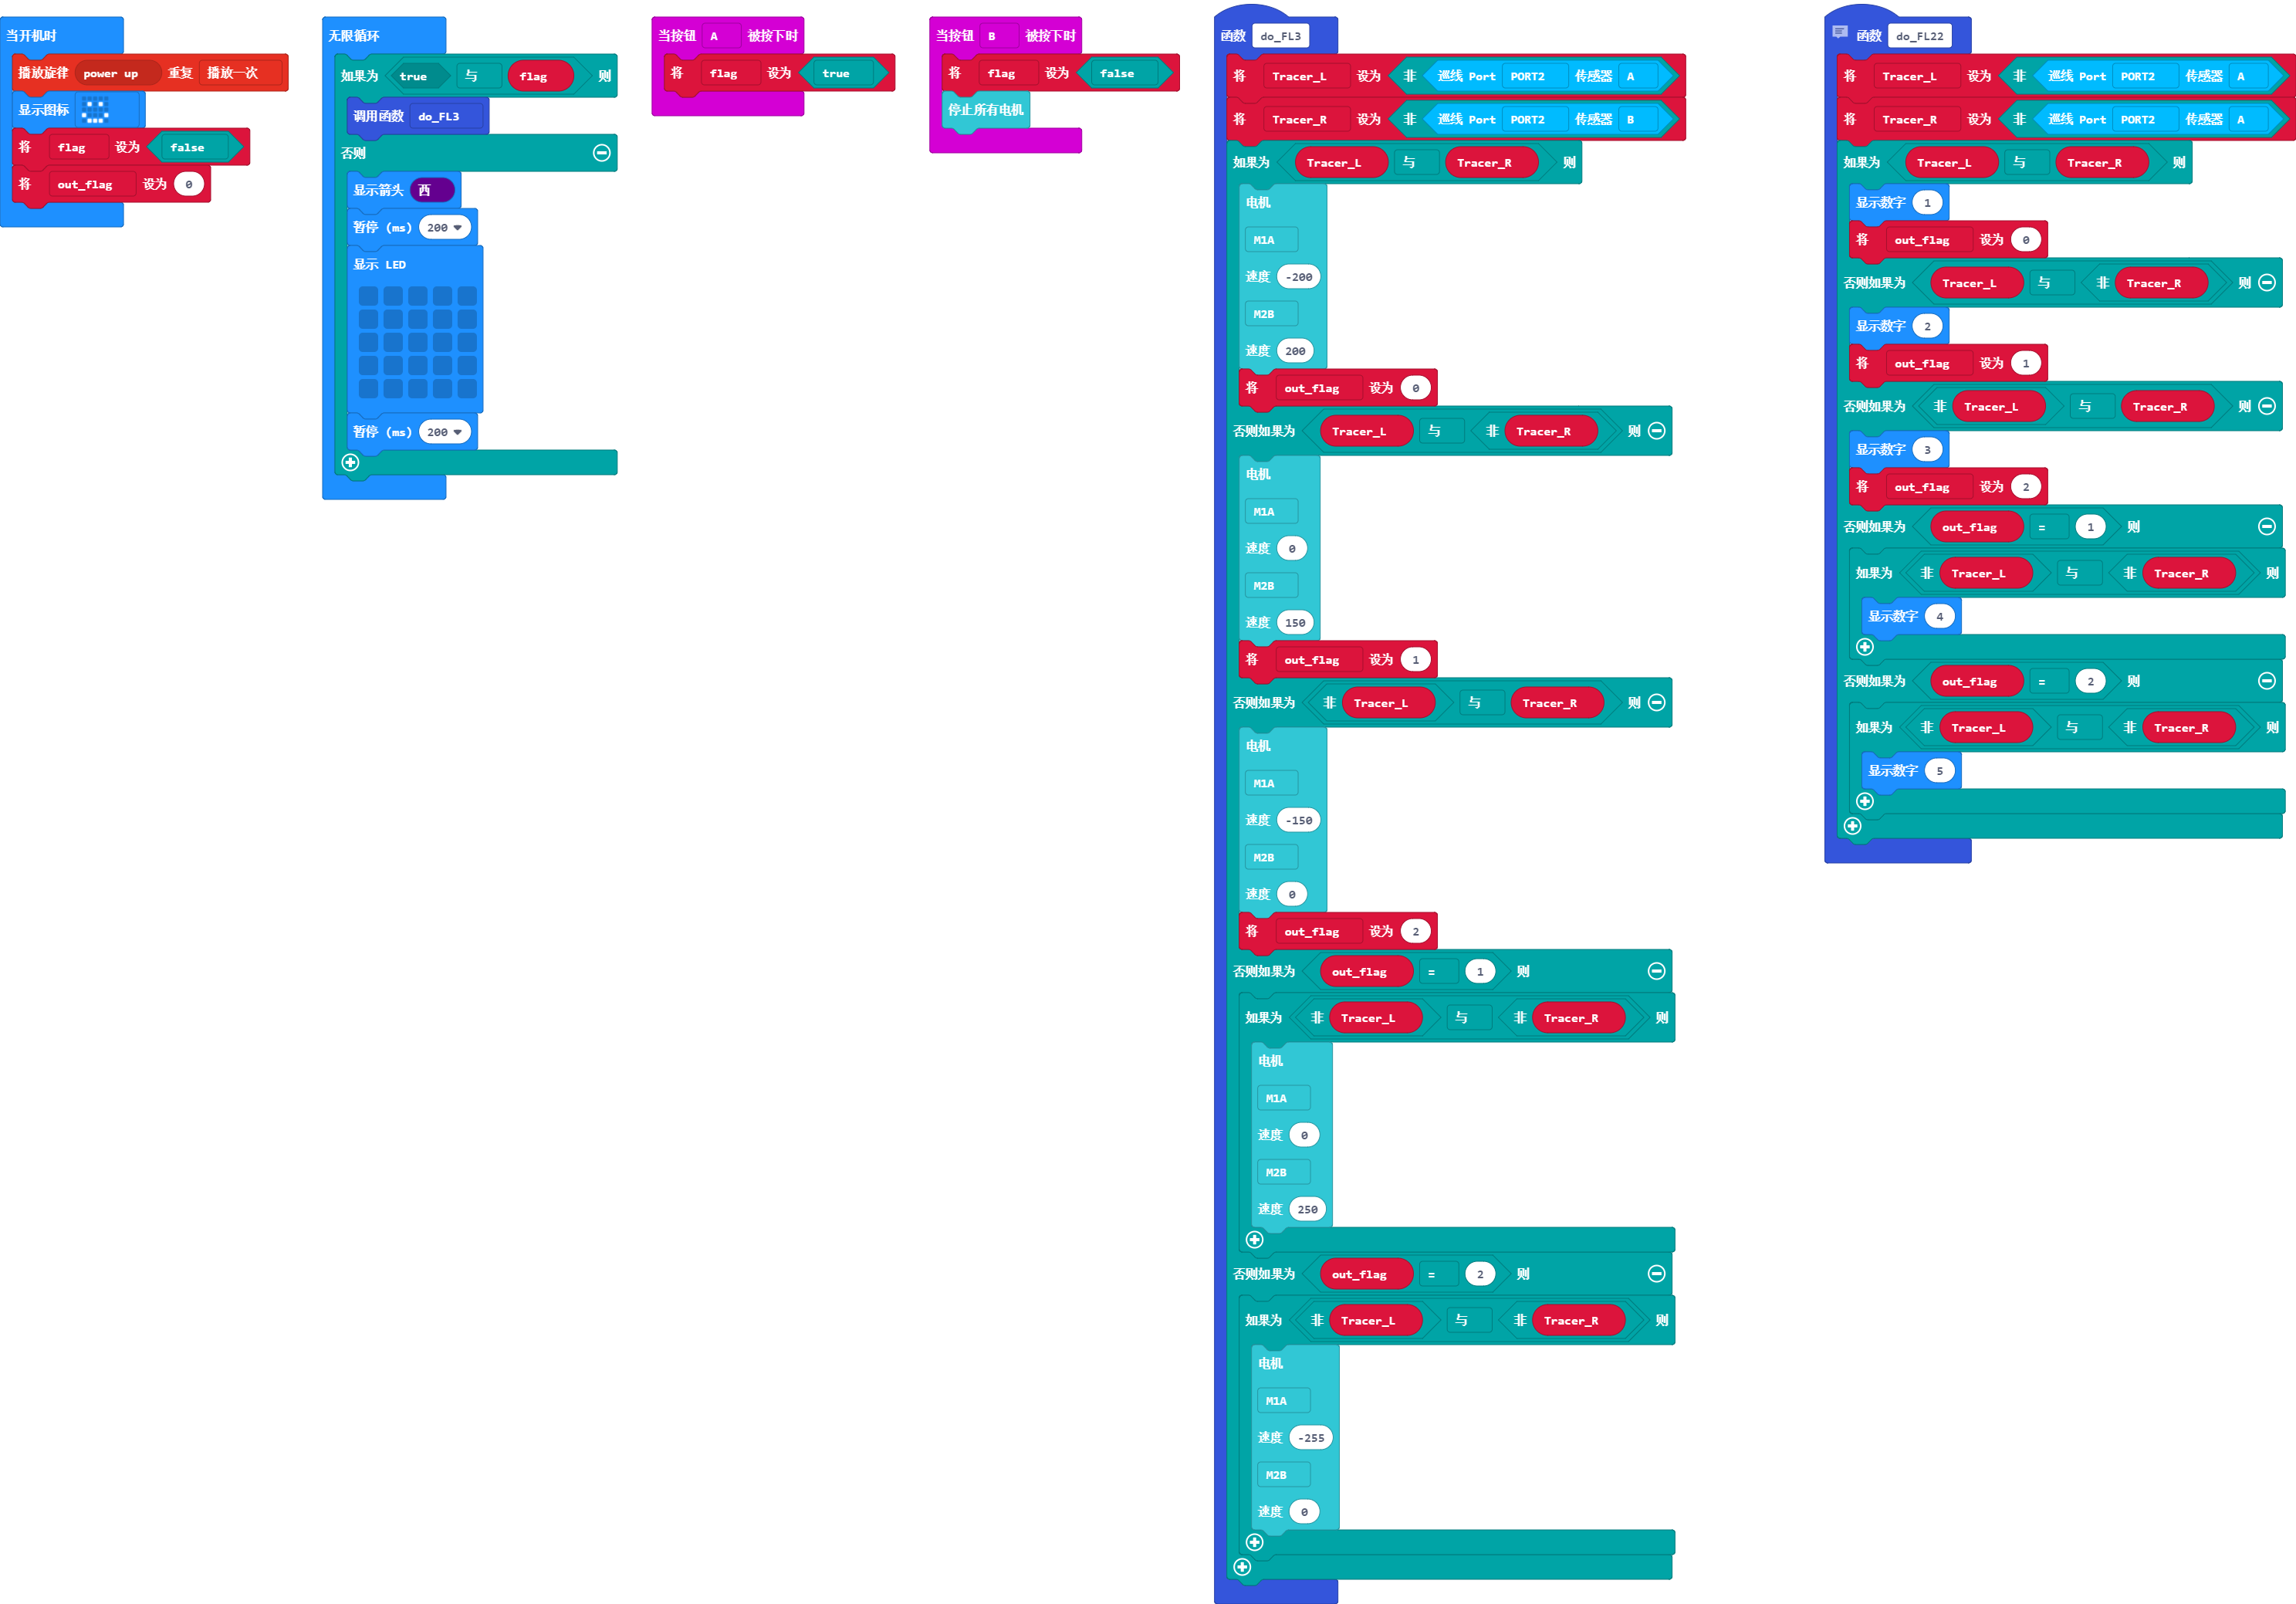 当开机时
播放旋律 power up 重复 播放一次
显示图标
将 flag 设为 false
将 out_flag 设为 0
无限循环
如果为 true 与 flag 则
调用函数 do_FL3
否则
显示箭头 西
暂停 (ms) 200
显示 LED
暂停 (ms) 200
当按钮 A 被按下时
将 flag 设为 true
当按钮 B 被按下时
将 flag 设为 false
停止所有电机
函数 do_FL3
将 Tracer_L 设为 非 巡线 Port PORT2 传感器 A
将 Tracer_R 设为 非 巡线 Port PORT2 传感器 B
如果为 Tracer_L 与 Tracer_R 则
电机
M1A
速度 -200
M2B
速度 200
将 out_flag 设为 0
否则如果为 Tracer_L 与 非 Tracer_R 则
电机
M1A
速度 0
M2B
速度 150
将 out_flag 设为 1
否则如果为 非 Tracer_L 与 Tracer_R 则
电机
M1A
速度 -150
M2B
速度 0
将 out_flag 设为 2
否则如果为 out_flag = 1 则
如果为 非 Tracer_L 与 非 Tracer_R 则
电机
M1A
速度 0
M2B
速度 250
否则如果为 out_flag = 2 则
如果为 非 Tracer_L 与 非 Tracer_R 则
电机
M1A
速度 -255
M2B
速度 0
函数 do_FL22
将 Tracer_L 设为 非 巡线 Port PORT2 传感器 A
将 Tracer_R 设为 非 巡线 Port PORT2 传感器 A
如果为 Tracer_L 与 Tracer_R 则
显示数字 1
将 out_flag 设为 0
否则如果为 Tracer_L 与 非 Tracer_R 则
显示数字 2
将 out_flag 设为 1
否则如果为 非 Tracer_L 与 Tracer_R 则
显示数字 3
将 out_flag 设为 2
否则如果为 out_flag = 1 则
如果为 非 Tracer_L 与 非 Tracer_R 则
显示数字 4
否则如果为 out_flag = 2 则
如果为 非 Tracer_L 与 非 Tracer_R 则
显示数字 5